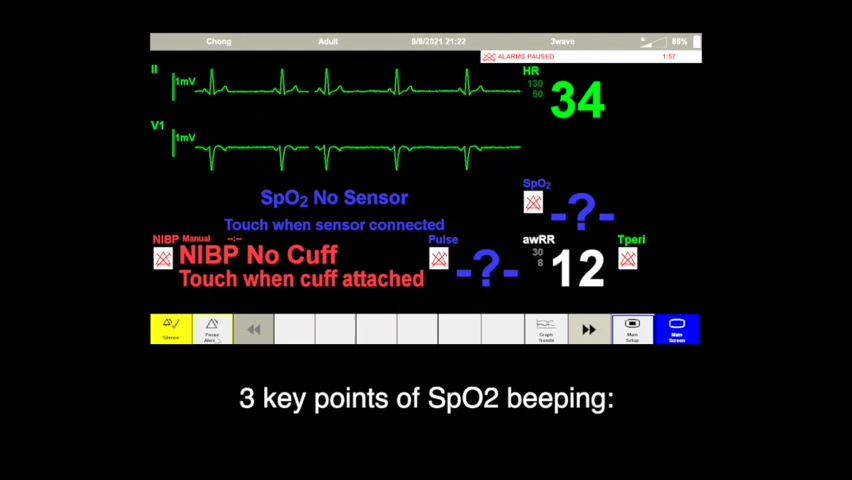 Chong Adult 9/6/2021 21:22 3wave 86%
ALARMS PAUSED 1:57
II 1mV HR 130 50 34
V1 1mV
SpO2 No Sensor SpO2 -?-
Touch when sensor connected
NIBP Manual --:-- Pulse awRR Tperi
NIBP No Cuff -?- 30 8 12
Touch when cuff attached
Silence Pause Alarms Graph Trends Main Setup Main Screen
3 key points of SpO2 beeping: